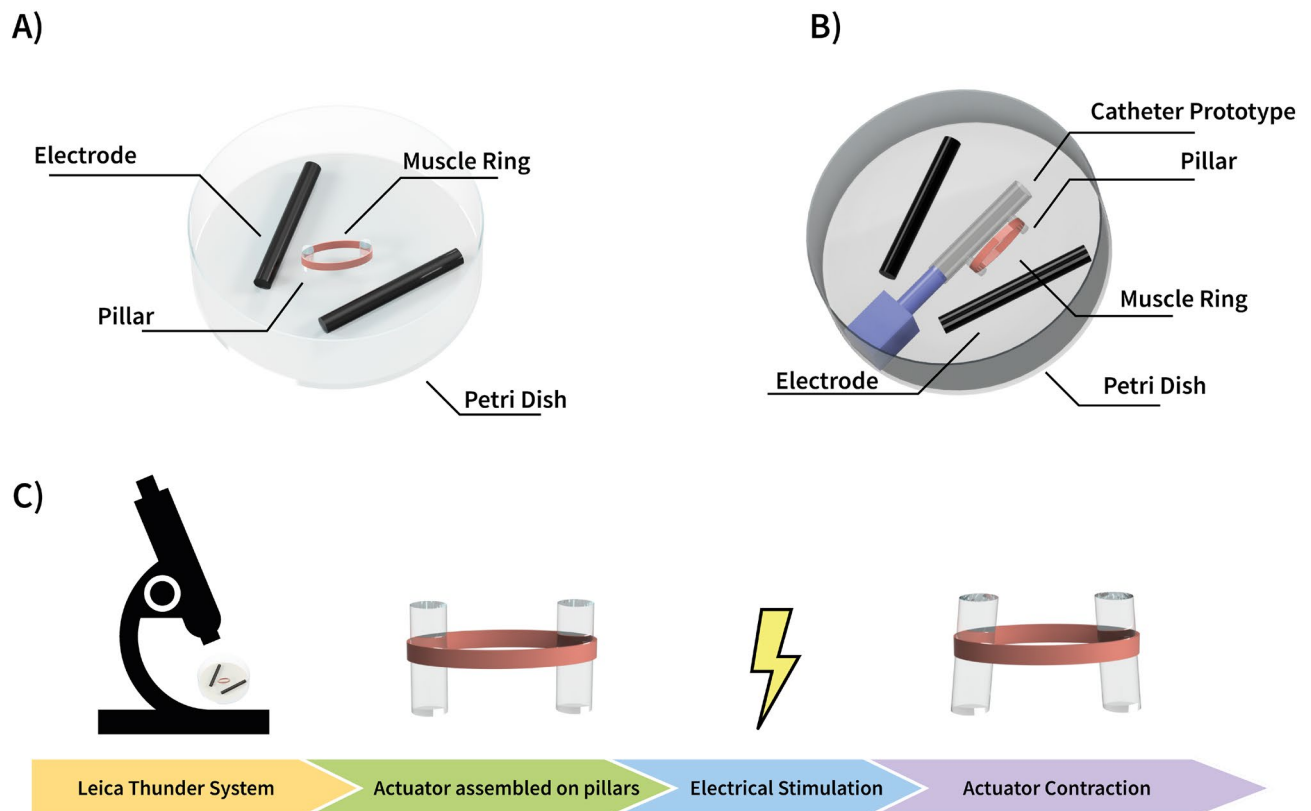 A)
Electrode
Muscle Ring
Pillar
Petri Dish
B)
Catheter Prototype
Pillar
Muscle Ring
Electrode
Petri Dish
C)
Leica Thunder System
Actuator assembled on pillars
Electrical Stimulation
Actuator Contraction